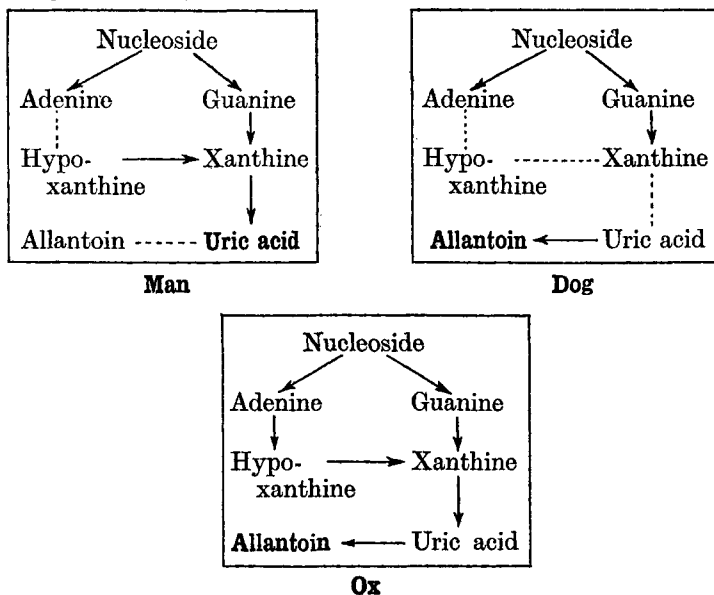 Nucleoside
Adenine Guanine
Hypo- Xanthine
xanthine
Allantoin Uric acid
Man
Nucleoside
Adenine Guanine
Hypo- Xanthine
xanthine
Allantoin Uric acid
Dog
Nucleoside
Adenine Guanine
Hypo- Xanthine
xanthine
Allantoin Uric acid
Ox